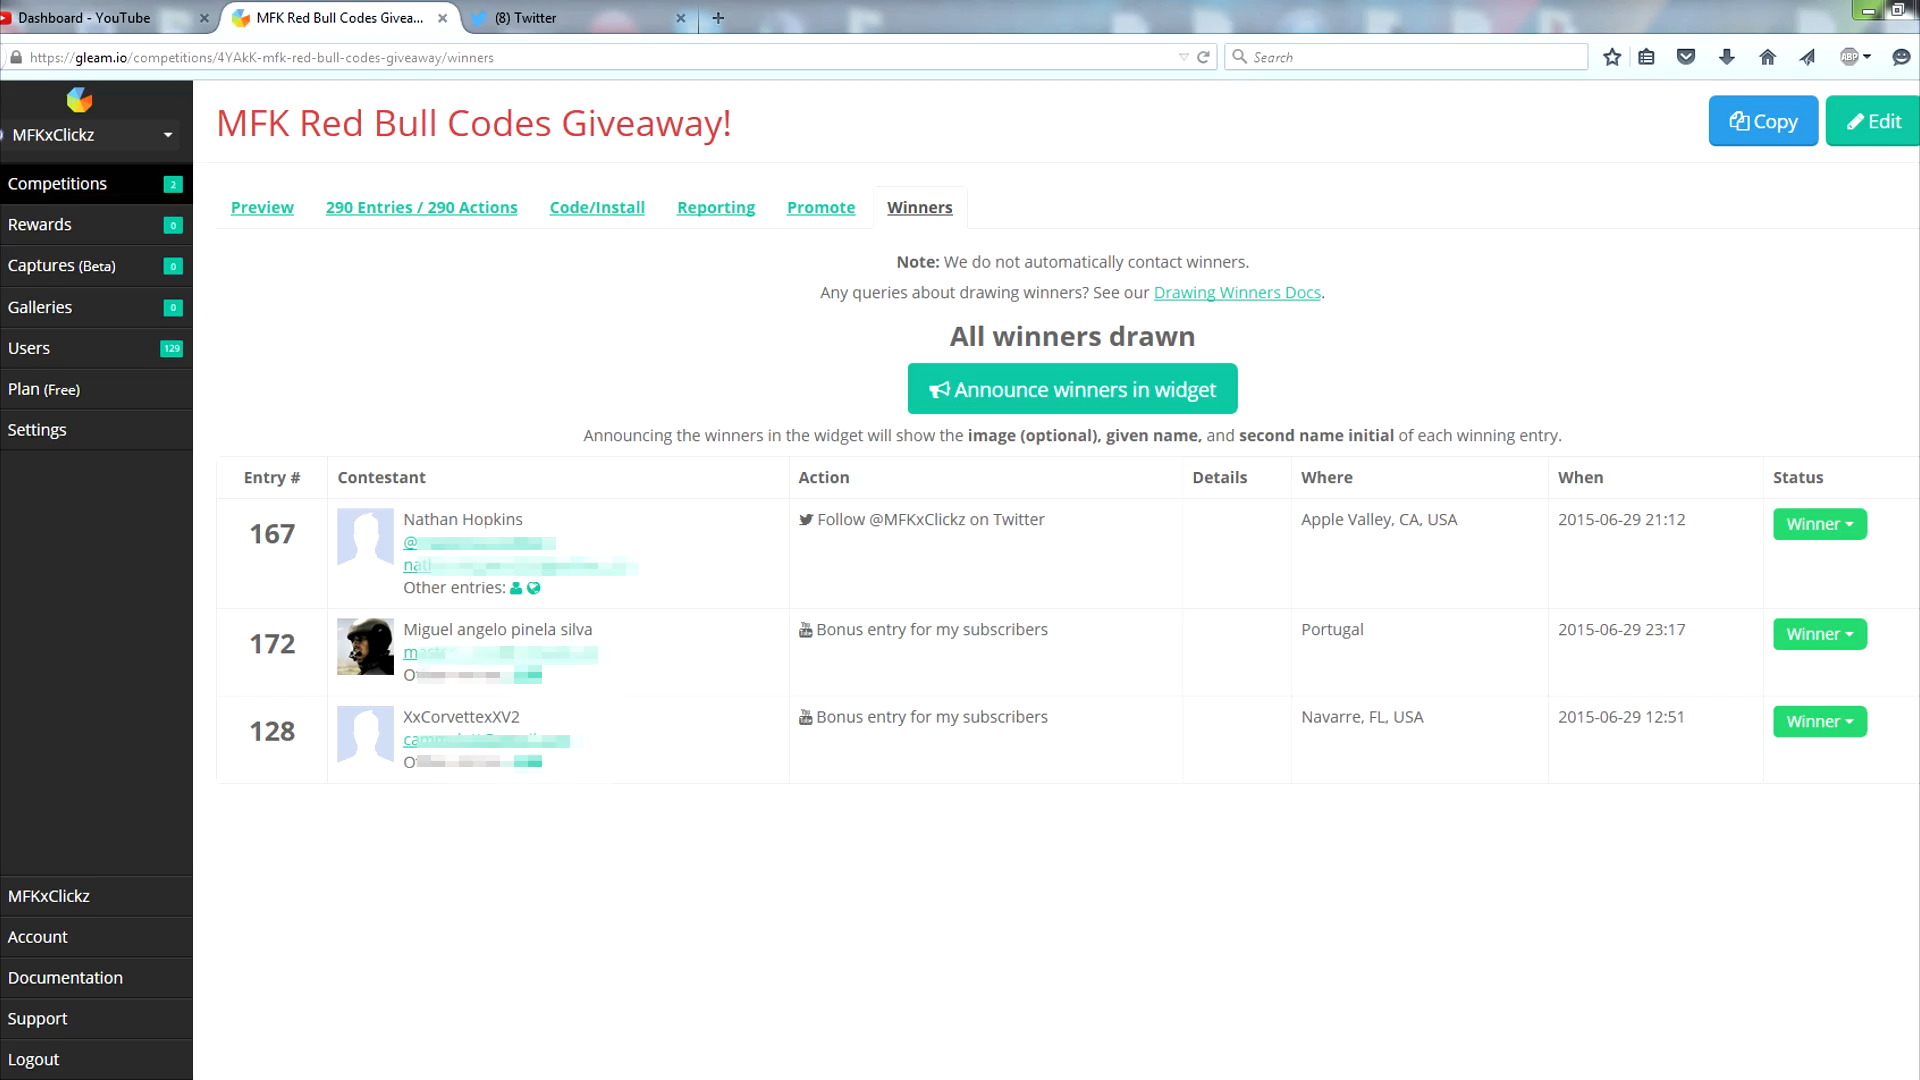 Dashboard - YouTube
MFK Red Bull Codes Givea...
(8) Twitter
https://gleam.io/competitions/4YAkK-mfk-red-bull-codes-giveaway/winners
Search
ABP
MFKxClickz
Competitions 2
Rewards 0
Captures (Beta) 0
Galleries 0
Users 129
Plan (Free)
Settings
MFKxClickz
Account
Documentation
Support
Logout
MFK Red Bull Codes Giveaway!
Copy
Edit
Preview
290 Entries / 290 Actions
Code/Install
Reporting
Promote
Winners
Note: We do not automatically contact winners.
Any queries about drawing winners? See our Drawing Winners Docs.
All winners drawn
Announce winners in widget
Announcing the winners in the widget will show the image (optional), given name, and second name initial of each winning entry.
Entry # Contestant Action Details Where When Status
167 Nathan Hopkins Follow @MFKxClickz on Twitter Apple Valley, CA, USA 2015-06-29 21:12 Winner
@
Other entries:
172 Miguel angelo pinela silva Bonus entry for my subscribers Portugal 2015-06-29 23:17 Winner
128 XxCorvettexXV2 Bonus entry for my subscribers Navarre, FL, USA 2015-06-29 12:51 Winner